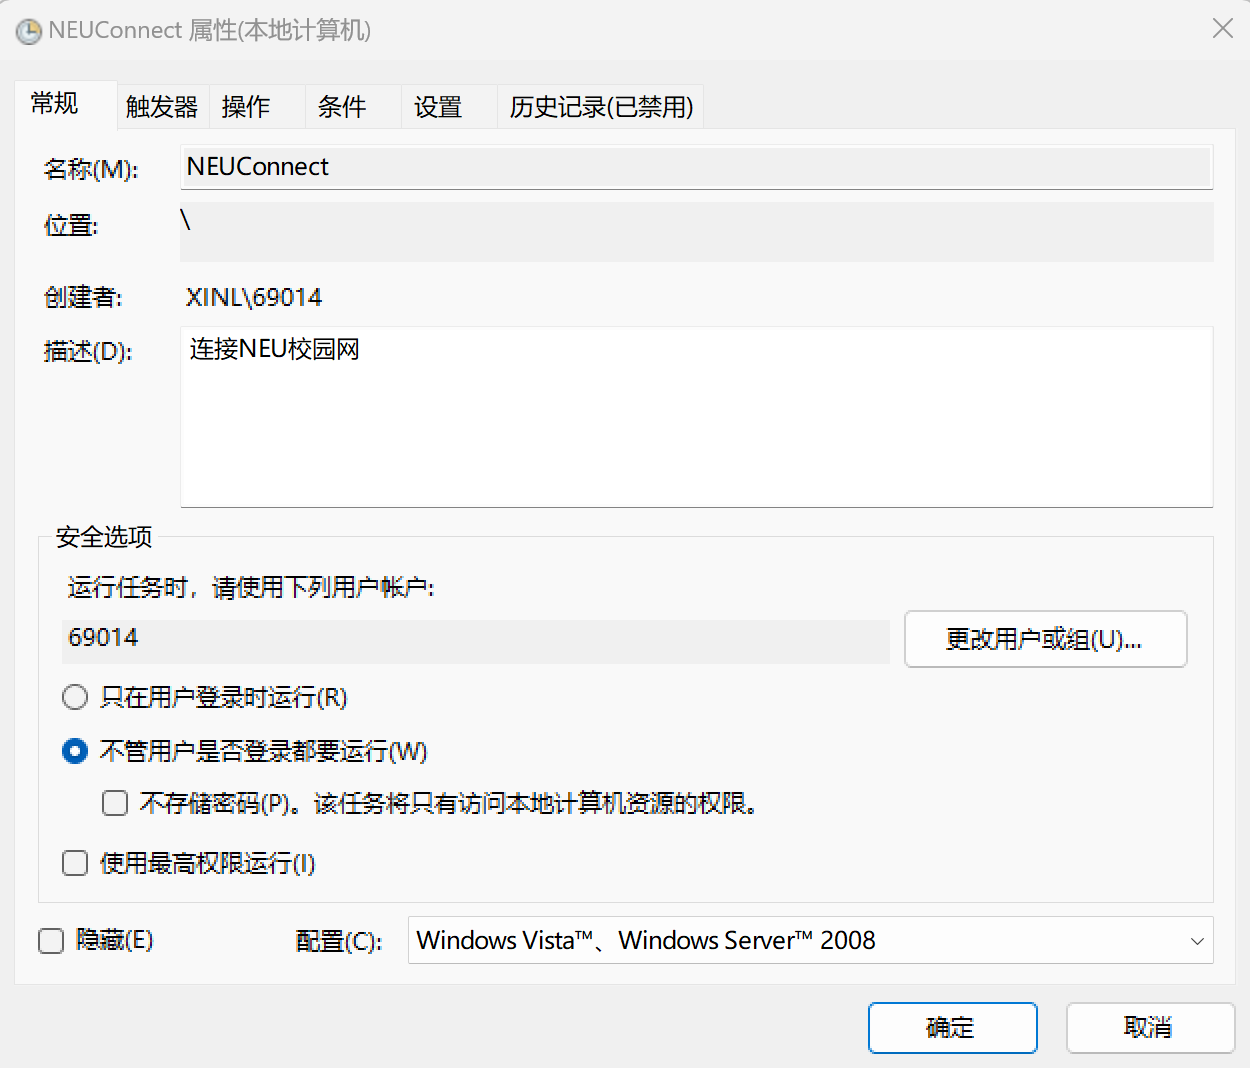 NEUConnect 属性(本地计算机)
常规 触发器 操作 条件 设置 历史记录(已禁用)
名称(M): NEUConnect
位置: \
创建者: XINL\69014
描述(D): 连接NEU校园网
安全选项
运行任务时，请使用下列用户帐户:
69014 更改用户或组(U)...
只在用户登录时运行(R)
不管用户是否登录都要运行(W)
不存储密码(P)。该任务将只有访问本地计算机资源的权限。
使用最高权限运行(I)
隐藏(E) 配置(C): Windows Vista™、Windows Server™ 2008
确定 取消